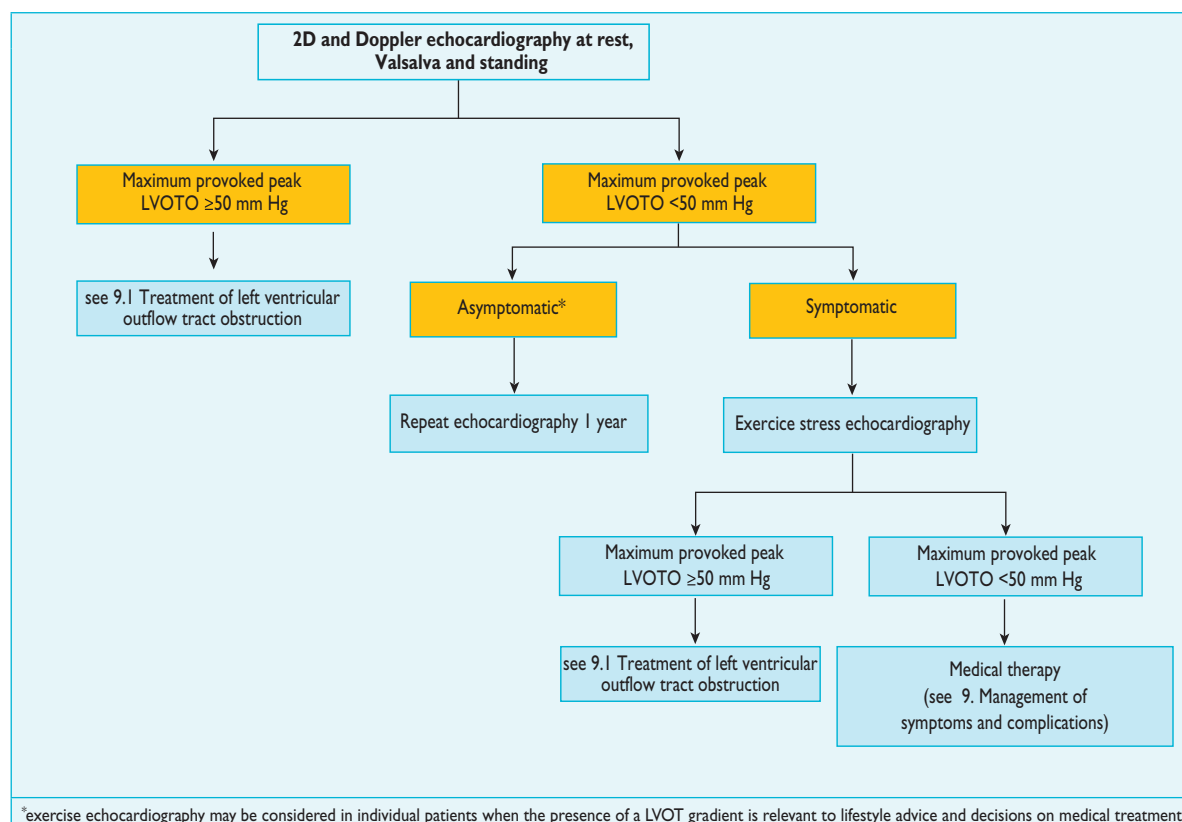 2D and Doppler echocardiography at rest,
Valsalva and standing
Maximum provoked peak
LVOTO ≥50 mm Hg
Maximum provoked peak
LVOTO <50 mm Hg
see 9.1 Treatment of left ventricular
outflow tract obstruction
Asymptomatic*
Symptomatic
Repeat echocardiography 1 year
Exercice stress echocardiography
Maximum provoked peak
LVOTO ≥50 mm Hg
Maximum provoked peak
LVOTO <50 mm Hg
see 9.1 Treatment of left ventricular
outflow tract obstruction
Medical therapy
(see 9. Management of
symptoms and complications)
*exercise echocardiography may be considered in individual patients when the presence of a LVOT gradient is relevant to lifestyle advice and decisions on medical treatment